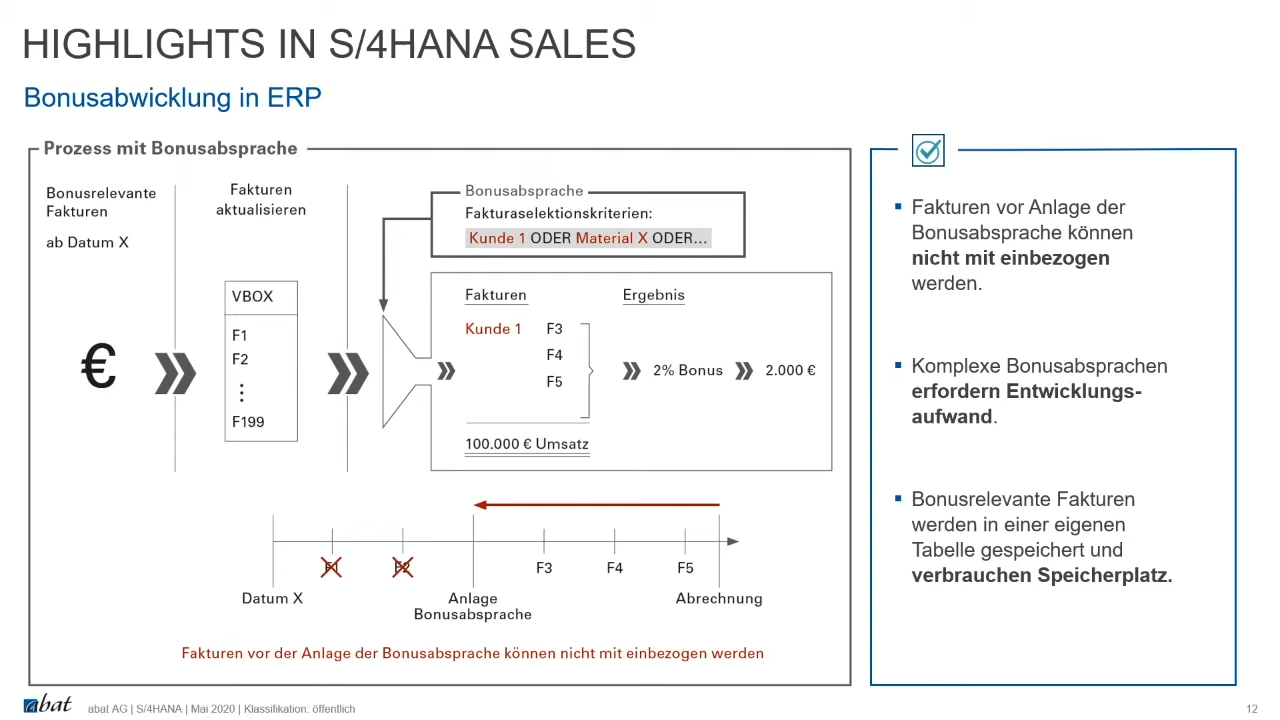 HIGHLIGHTS IN S/4HANA SALES
Bonusabwicklung in ERP
Prozess mit Bonusabsprache
Bonusrelevante
Fakturen
ab Datum X
Fakturen
aktualisieren
Bonusabsprache
Fakturaselektionskriterien:
Kunde 1 ODER Material X ODER...
VBOX
F1
F2
⋮
F199
€
Fakturen
Ergebnis
Kunde 1
F3
F4
F5
2% Bonus
2.000 €
100.000 € Umsatz
F1
F2
F3
F4
F5
Datum X
Anlage
Bonusabsprache
Abrechnung
Fakturen vor der Anlage der Bonusabsprache können nicht mit einbezogen werden
▪ Fakturen vor Anlage der
Bonusabsprache können
nicht mit einbezogen
werden.
▪ Komplexe Bonusabsprachen
erfordern Entwicklungs-
aufwand.
▪ Bonusrelevante Fakturen
werden in einer eigenen
Tabelle gespeichert und
verbrauchen Speicherplatz.
abat
abat AG | S/4HANA | Mai 2020 | Klassifikation: öffentlich
12